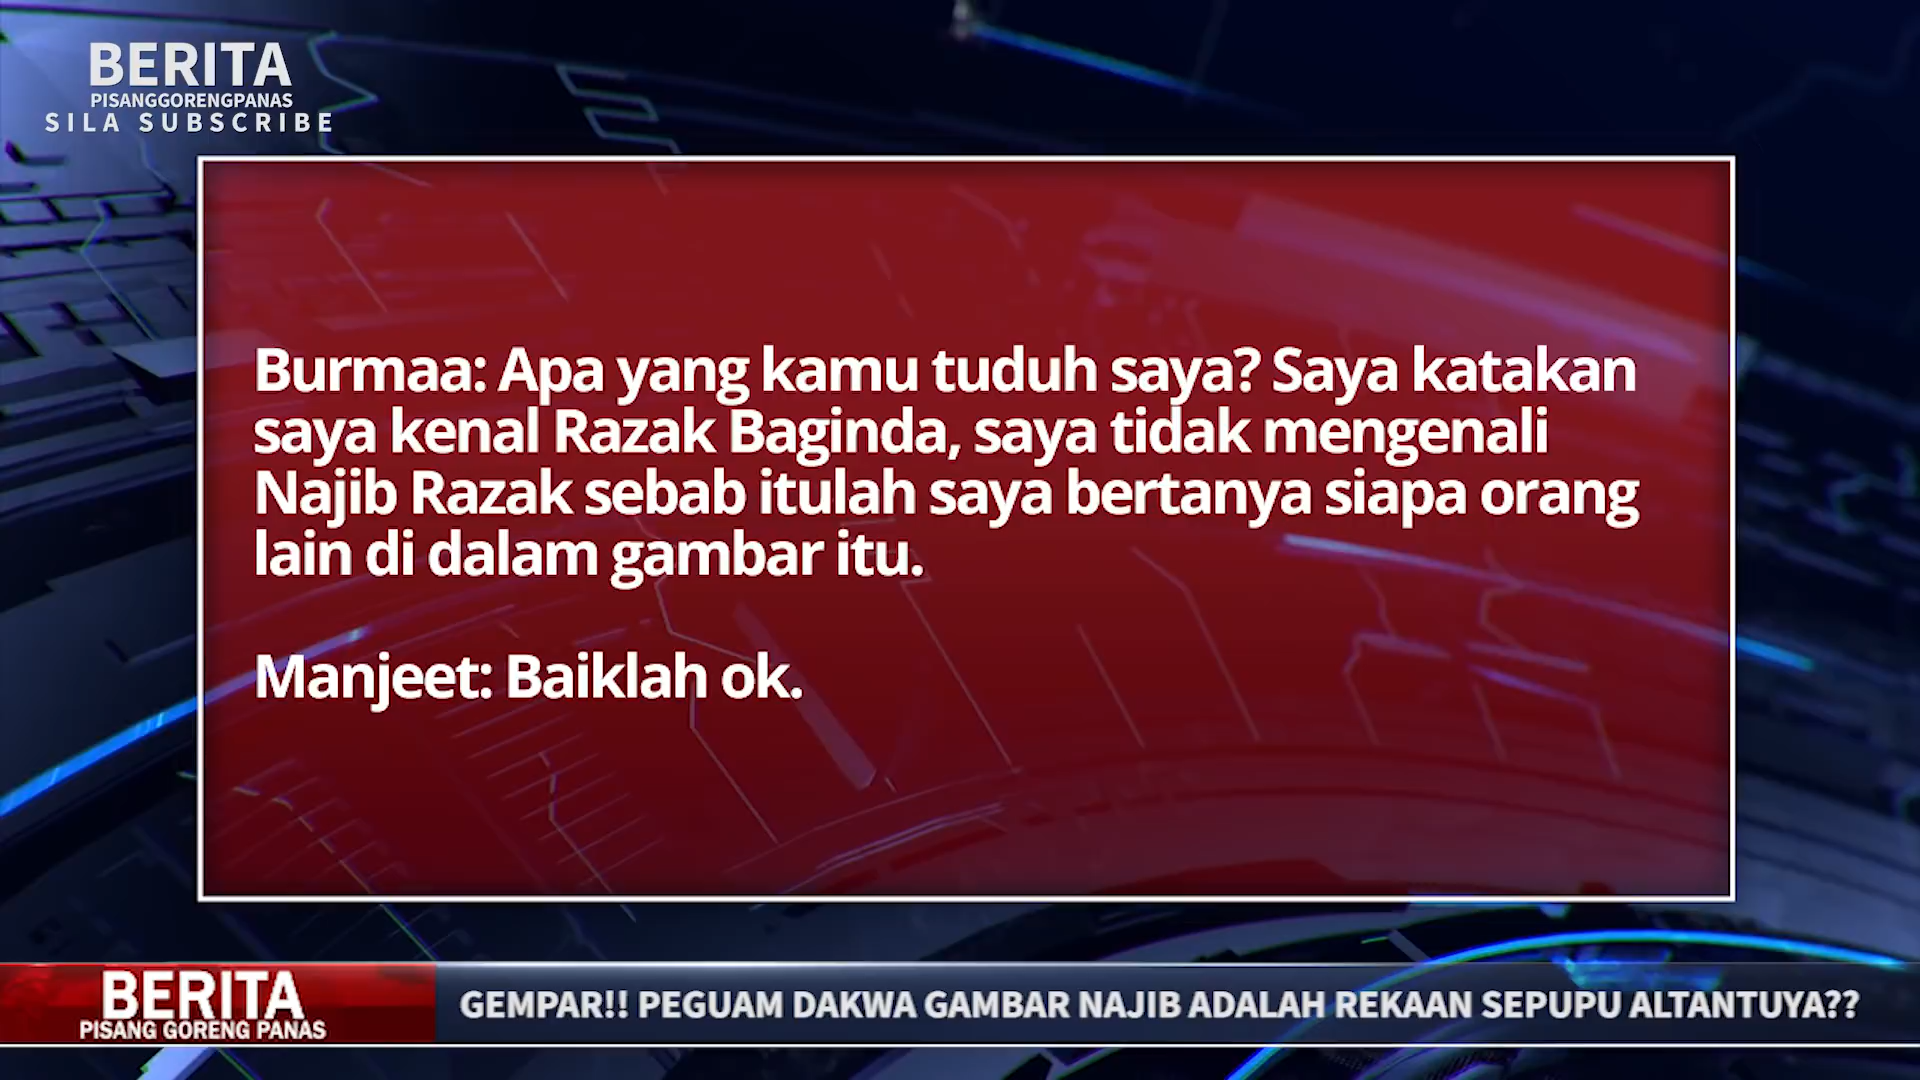 BERITA
PISANGGORENGPANAS
SILA SUBSCRIBE
Burmaa: Apa yang kamu tuduh saya? Saya katakan
saya kenal Razak Baginda, saya tidak mengenali
Najib Razak sebab itulah saya bertanya siapa orang
lain di dalam gambar itu.
Manjeet: Baiklah ok.
BERITA
PISANG GORENG PANAS
GEMPAR!! PEGUAM DAKWA GAMBAR NAJIB ADALAH REKAAN SEPUPU ALTANTUYA??